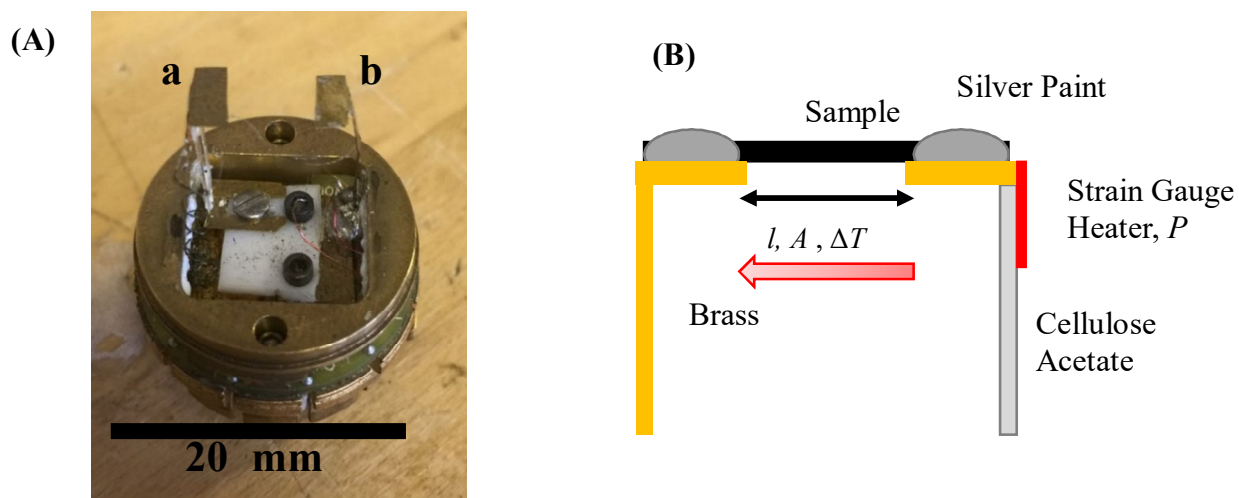 (A)
a
b
20 mm
(B)
Silver Paint
Sample
Strain Gauge
Heater, P
l, A , ΔT
Brass
Cellulose
Acetate